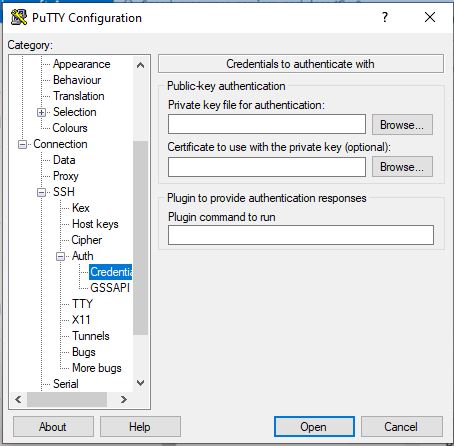 PuTTY Configuration
Category:
Appearance
Behaviour
Translation
Selection
Colours
Connection
Data
Proxy
SSH
Kex
Host keys
Cipher
Auth
Credentia
GSSAPI
TTY
X11
Tunnels
Bugs
More bugs
Serial
Credentials to authenticate with
Public-key authentication
Private key file for authentication:
Browse...
Certificate to use with the private key (optional):
Browse...
Plugin to provide authentication responses
Plugin command to run
About
Help
Open
Cancel